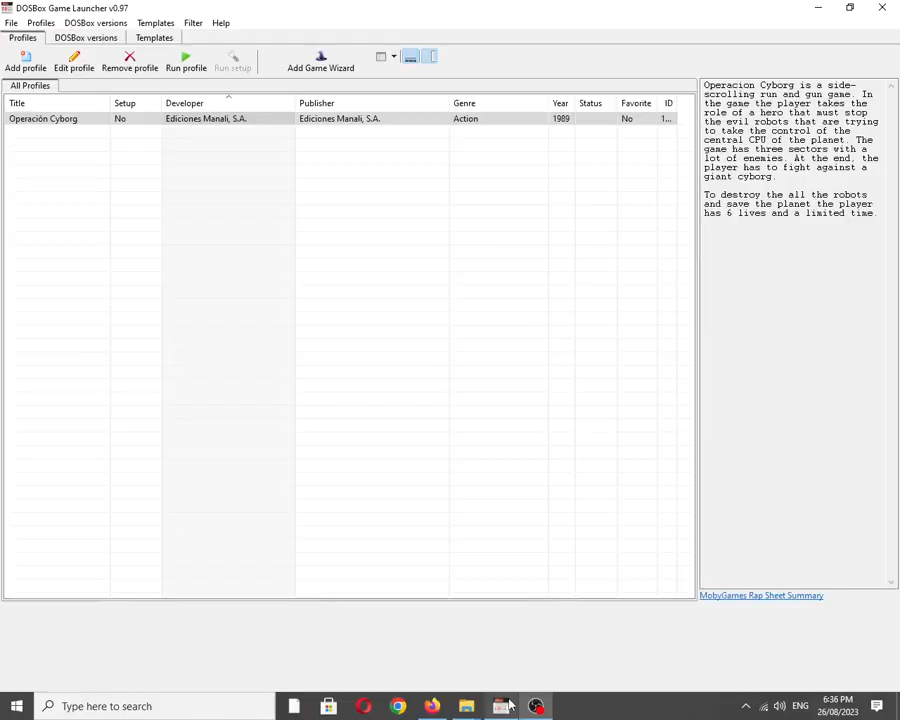 DOSBox Game Launcher v0.97
File Profiles DOSBox versions Templates Filter Help
Profiles DOSBox versions Templates
Add profile Edit profile Remove profile Run profile Run setup Add Game Wizard
All Profiles
Title Setup Developer Publisher Genre Year Status Favorite ID
Operación Cyborg No Ediciones Manali, S.A. Ediciones Manali, S.A. Action 1989 No 1...
Operacion Cyborg is a side-
scrolling run and gun game. In
the game the player takes the
role of a hero that must stop
the evil robots that are trying
to take the control of the
central CPU of the planet. The
game has three sectors with a
lot of enemies. At the end, the
player has to fight against a
giant cyborg.
To destroy the all the robots
and save the planet the player
has 6 lives and a limited time.
MobyGames Rap Sheet Summary
Type here to search
ENG
6:36 PM
26/08/2023